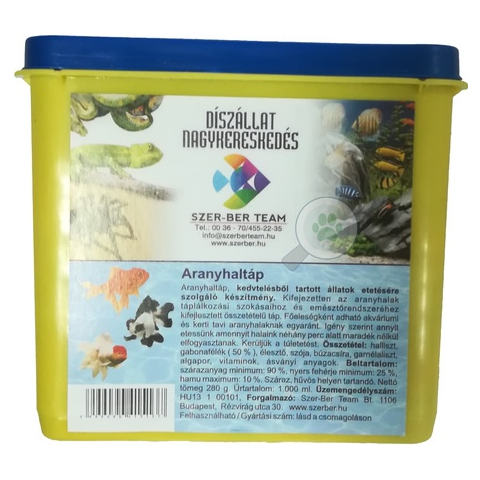 DÍSZÁLLAT
NAGYKERESKEDÉS
SZER-BER TEAM
Tel.: 00 36 - 70/455-22-35
info@szerberteam.hu
www.szerber.hu
Aranyhaltáp
Aranyhaltáp, kedvtelésből tartott állatok etetésére
szolgáló készítmény. Kifejezetten az aranyhalak
táplálkozási szokásaihoz és emésztőrendszeréhez
kifejlesztett összetételű táp. Főeleségként adható akváriumi
és kerti tavi aranyhalaknak egyaránt. Igény szerint annyit
etessünk amennyit halaink néhány perc alatt maradék nélkül
elfogyasztanak. Kerüljük a túletetést. Összetétel: halliszt,
gabonafélék ( 50 % ), élesztő, szója, búzacsíra, garnélaliszt,
algapor, vitaminok, ásványi anyagok. Beltartalom:
szárazanyag minimum: 90 %, nyers fehérje minimum: 25 %,
hamu maximum: 10 %. Száraz, hűvös helyen tartandó. Nettó
tömeg 280 g Űrtartalom: 1.000 ml. Üzemengedélyszám:
HU13 1 00101, Forgalmazó: Szer-Ber Team Bt. 1106
Budapest, Rézvirág utca 30. www.szerber.hu
Felhasználható / Gyártási szám: lásd a csomagoláson